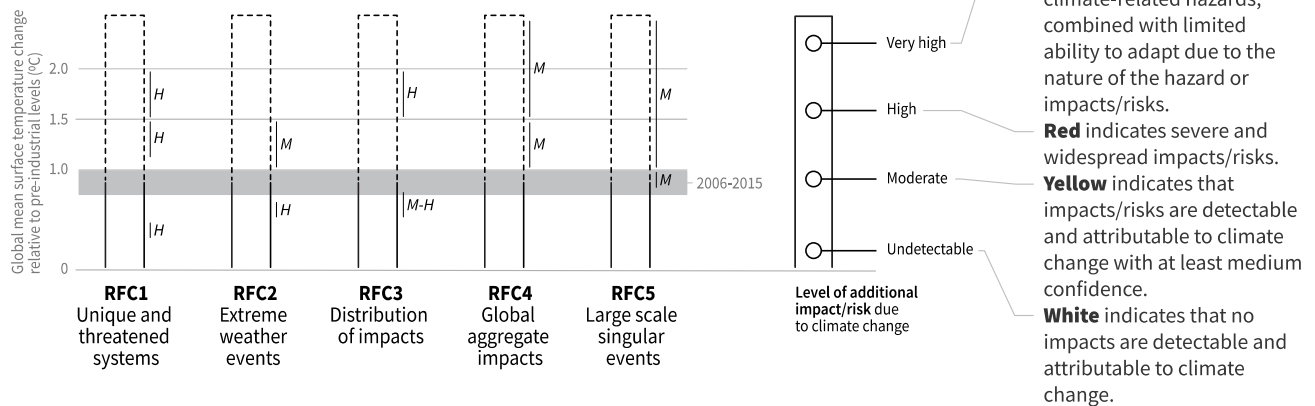 Global mean surface temperature change
relative to pre-industrial levels (ºC)
2.0
1.5
1.0
0
H
H
H
M
H
H
M-H
M
M
M
M
2006-2015
RFC1
Unique and
threatened
systems
RFC2
Extreme
weather
events
RFC3
Distribution
of impacts
RFC4
Global
aggregate
impacts
RFC5
Large scale
singular
events
Very high
High
Moderate
Undetectable
Level of additional
impact/risk due
to climate change
climate-related hazards,
combined with limited
ability to adapt due to the
nature of the hazard or
impacts/risks.
Red indicates severe and
widespread impacts/risks.
Yellow indicates that
impacts/risks are detectable
and attributable to climate
change with at least medium
confidence.
White indicates that no
impacts are detectable and
attributable to climate
change.